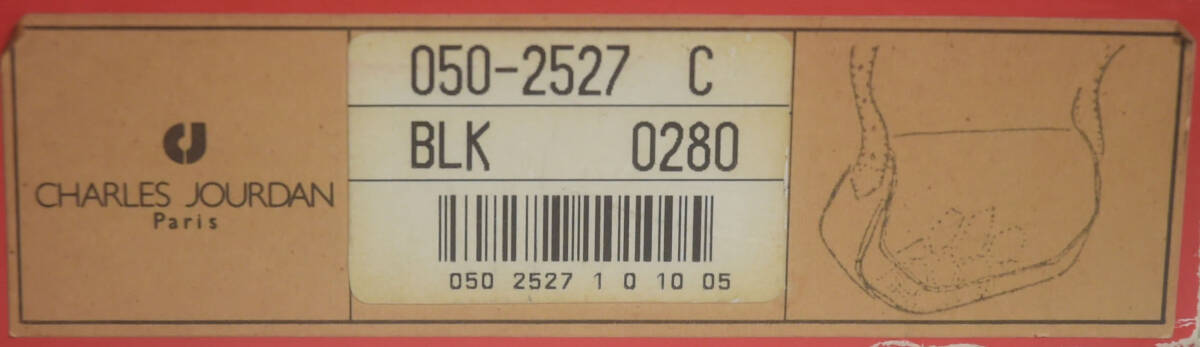 CHARLES JOURDAN
Paris
050-2527 C
BLK 0280
050 2527 1 0 10 05